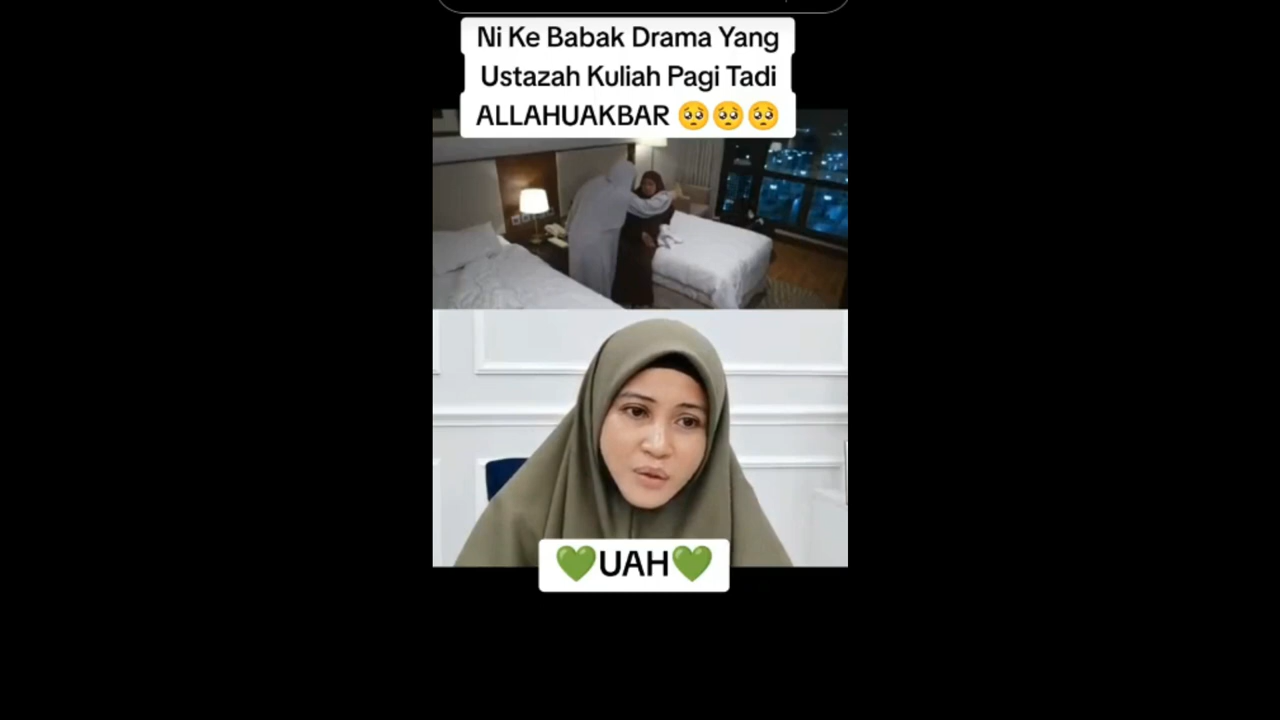 Ni Ke Babak Drama Yang
Ustazah Kuliah Pagi Tadi
ALLAHUAKBAR 🥺🥺🥺
💚UAH💚